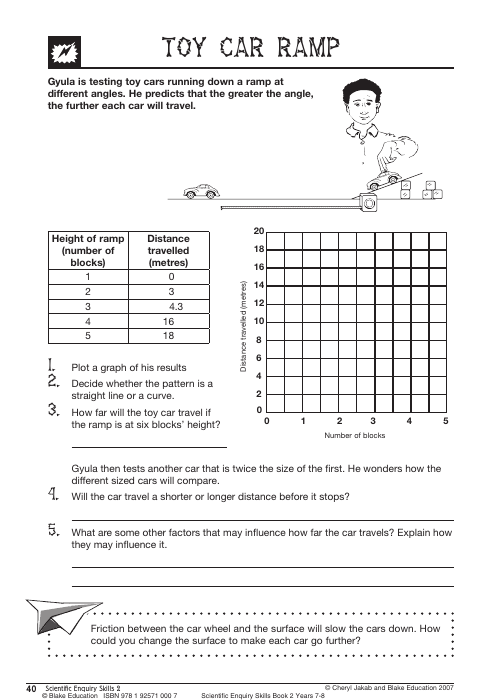 TOY CAR RAMP
Gyula is testing toy cars running down a ramp at
different angles. He predicts that the greater the angle,
the further each car will travel.
Height of ramp
(number of
blocks)
Distance
travelled
(metres)
1 0
2 3
3 4.3
4 16
5 18
20
18
16
14
12
10
8
6
4
2
0
Distance travelled (metres)
0 1 2 3 4 5
Number of blocks
1. Plot a graph of his results
2. Decide whether the pattern is a
straight line or a curve.
3. How far will the toy car travel if
the ramp is at six blocks' height?
Gyula then tests another car that is twice the size of the first. He wonders how the
different sized cars will compare.
4. Will the car travel a shorter or longer distance before it stops?
5. What are some other factors that may influence how far the car travels? Explain how
they may influence it.
Friction between the car wheel and the surface will slow the cars down. How
could you change the surface to make each car go further?
40 Scientific Enquiry Skills 2 © Cheryl Jakab and Blake Education 2007
© Blake Education ISBN 978 1 92571 000 7 Scientific Enquiry Skills Book 2 Years 7-8